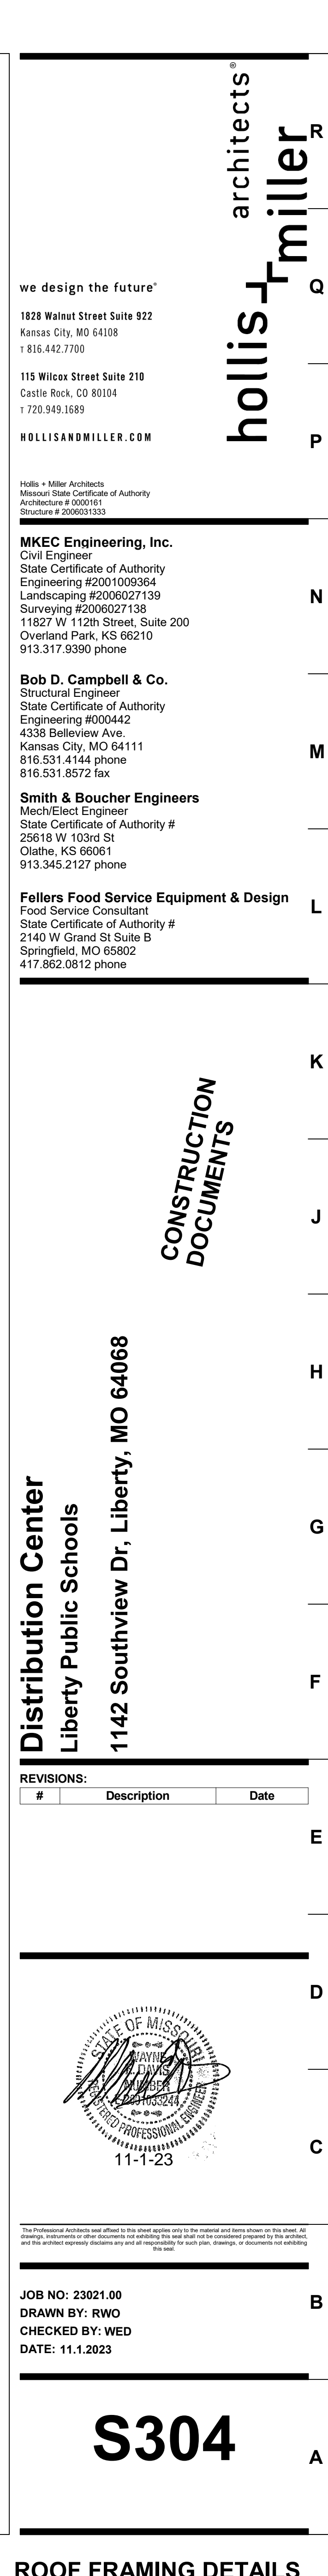 hollis+miller
architects®
we design the future®
1828 Walnut Street Suite 922
Kansas City, MO 64108
T 816.442.7700
115 Wilcox Street Suite 210
Castle Rock, CO 80104
T 720.949.1689
HOLLISANDMILLER.COM
Hollis + Miller Architects
Missouri State Certificate of Authority
Architecture # 0000161
Structure # 2006031333
MKEC Engineering, Inc.
Civil Engineer
State Certificate of Authority
Engineering #2001009364
Landscaping #2006027139
Surveying #2006027138
11827 W 112th Street, Suite 200
Overland Park, KS 66210
913.317.9390 phone
Bob D. Campbell & Co.
Structural Engineer
State Certificate of Authority
Engineering #000442
4338 Belleview Ave.
Kansas City, MO 64111
816.531.4144 phone
816.531.8572 fax
Smith & Boucher Engineers
Mech/Elect Engineer
State Certificate of Authority #
25618 W 103rd St
Olathe, KS 66061
913.345.2127 phone
Fellers Food Service Equipment & Design
Food Service Consultant
State Certificate of Authority #
2140 W Grand St Suite B
Springfield, MO 65802
417.862.0812 phone
CONSTRUCTION
DOCUMENTS
Distribution Center
Liberty Public Schools
1142 Southview Dr, Liberty, MO 64068
REVISIONS:
# Description Date
STATE OF MISSOURI
WAYNE
DAVIS
NUMBER
REGISTERED PROFESSIONAL ENGINEER
11-1-23
The Professional Architects seal affixed to this sheet applies only to the material and items shown on this sheet. All
drawings, instruments or other documents not exhibiting this seal shall not be considered prepared by this architect,
and this architect expressly disclaims any and all responsibility for such plan, drawings, or documents not exhibiting
this seal.
JOB NO: 23021.00
DRAWN BY: RWO
CHECKED BY: WED
DATE: 11.1.2023
S304
ROOF FRAMING DETAILS
R
Q
P
N
M
L
K
J
H
G
F
E
D
C
B
A